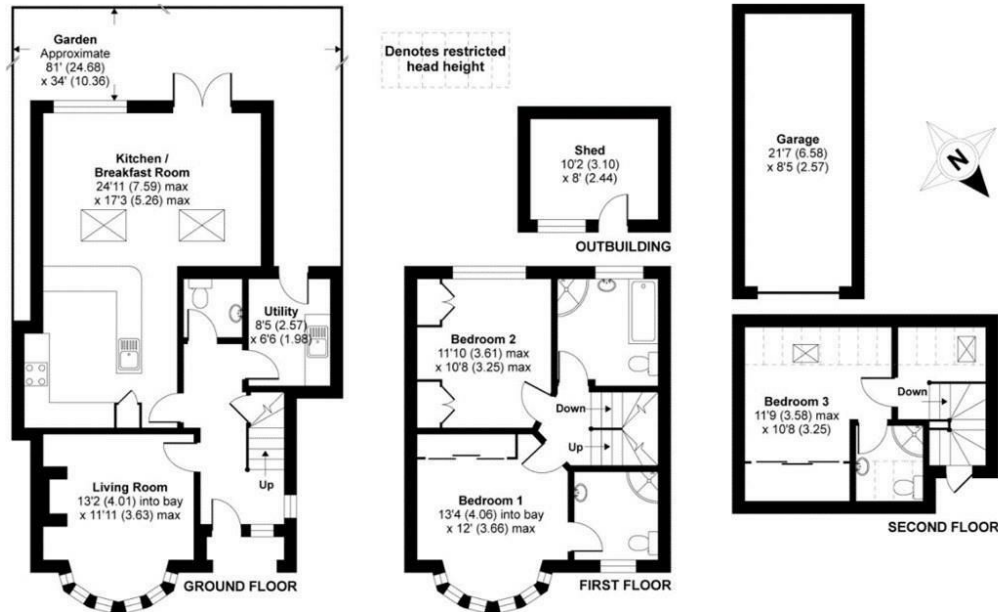 Garden
Approximate
81' (24.68)
x 34' (10.36)
Denotes restricted
head height
Kitchen /
Breakfast Room
24'11 (7.59) max
x 17'3 (5.26) max
Shed
10'2 (3.10)
x 8' (2.44)
OUTBUILDING
Garage
21'7 (6.58)
x 8'5 (2.57)
N
Utility
8'5 (2.57)
x 6'6 (1.98)
Up
Living Room
13'2 (4.01) into bay
x 11'11 (3.63) max
GROUND FLOOR
Bedroom 2
11'10 (3.61) max
x 10'8 (3.25) max
Down
Up
Bedroom 1
13'4 (4.06) into bay
x 12' (3.66) max
FIRST FLOOR
Bedroom 3
11'9 (3.58) max
x 10'8 (3.25)
Down
SECOND FLOOR